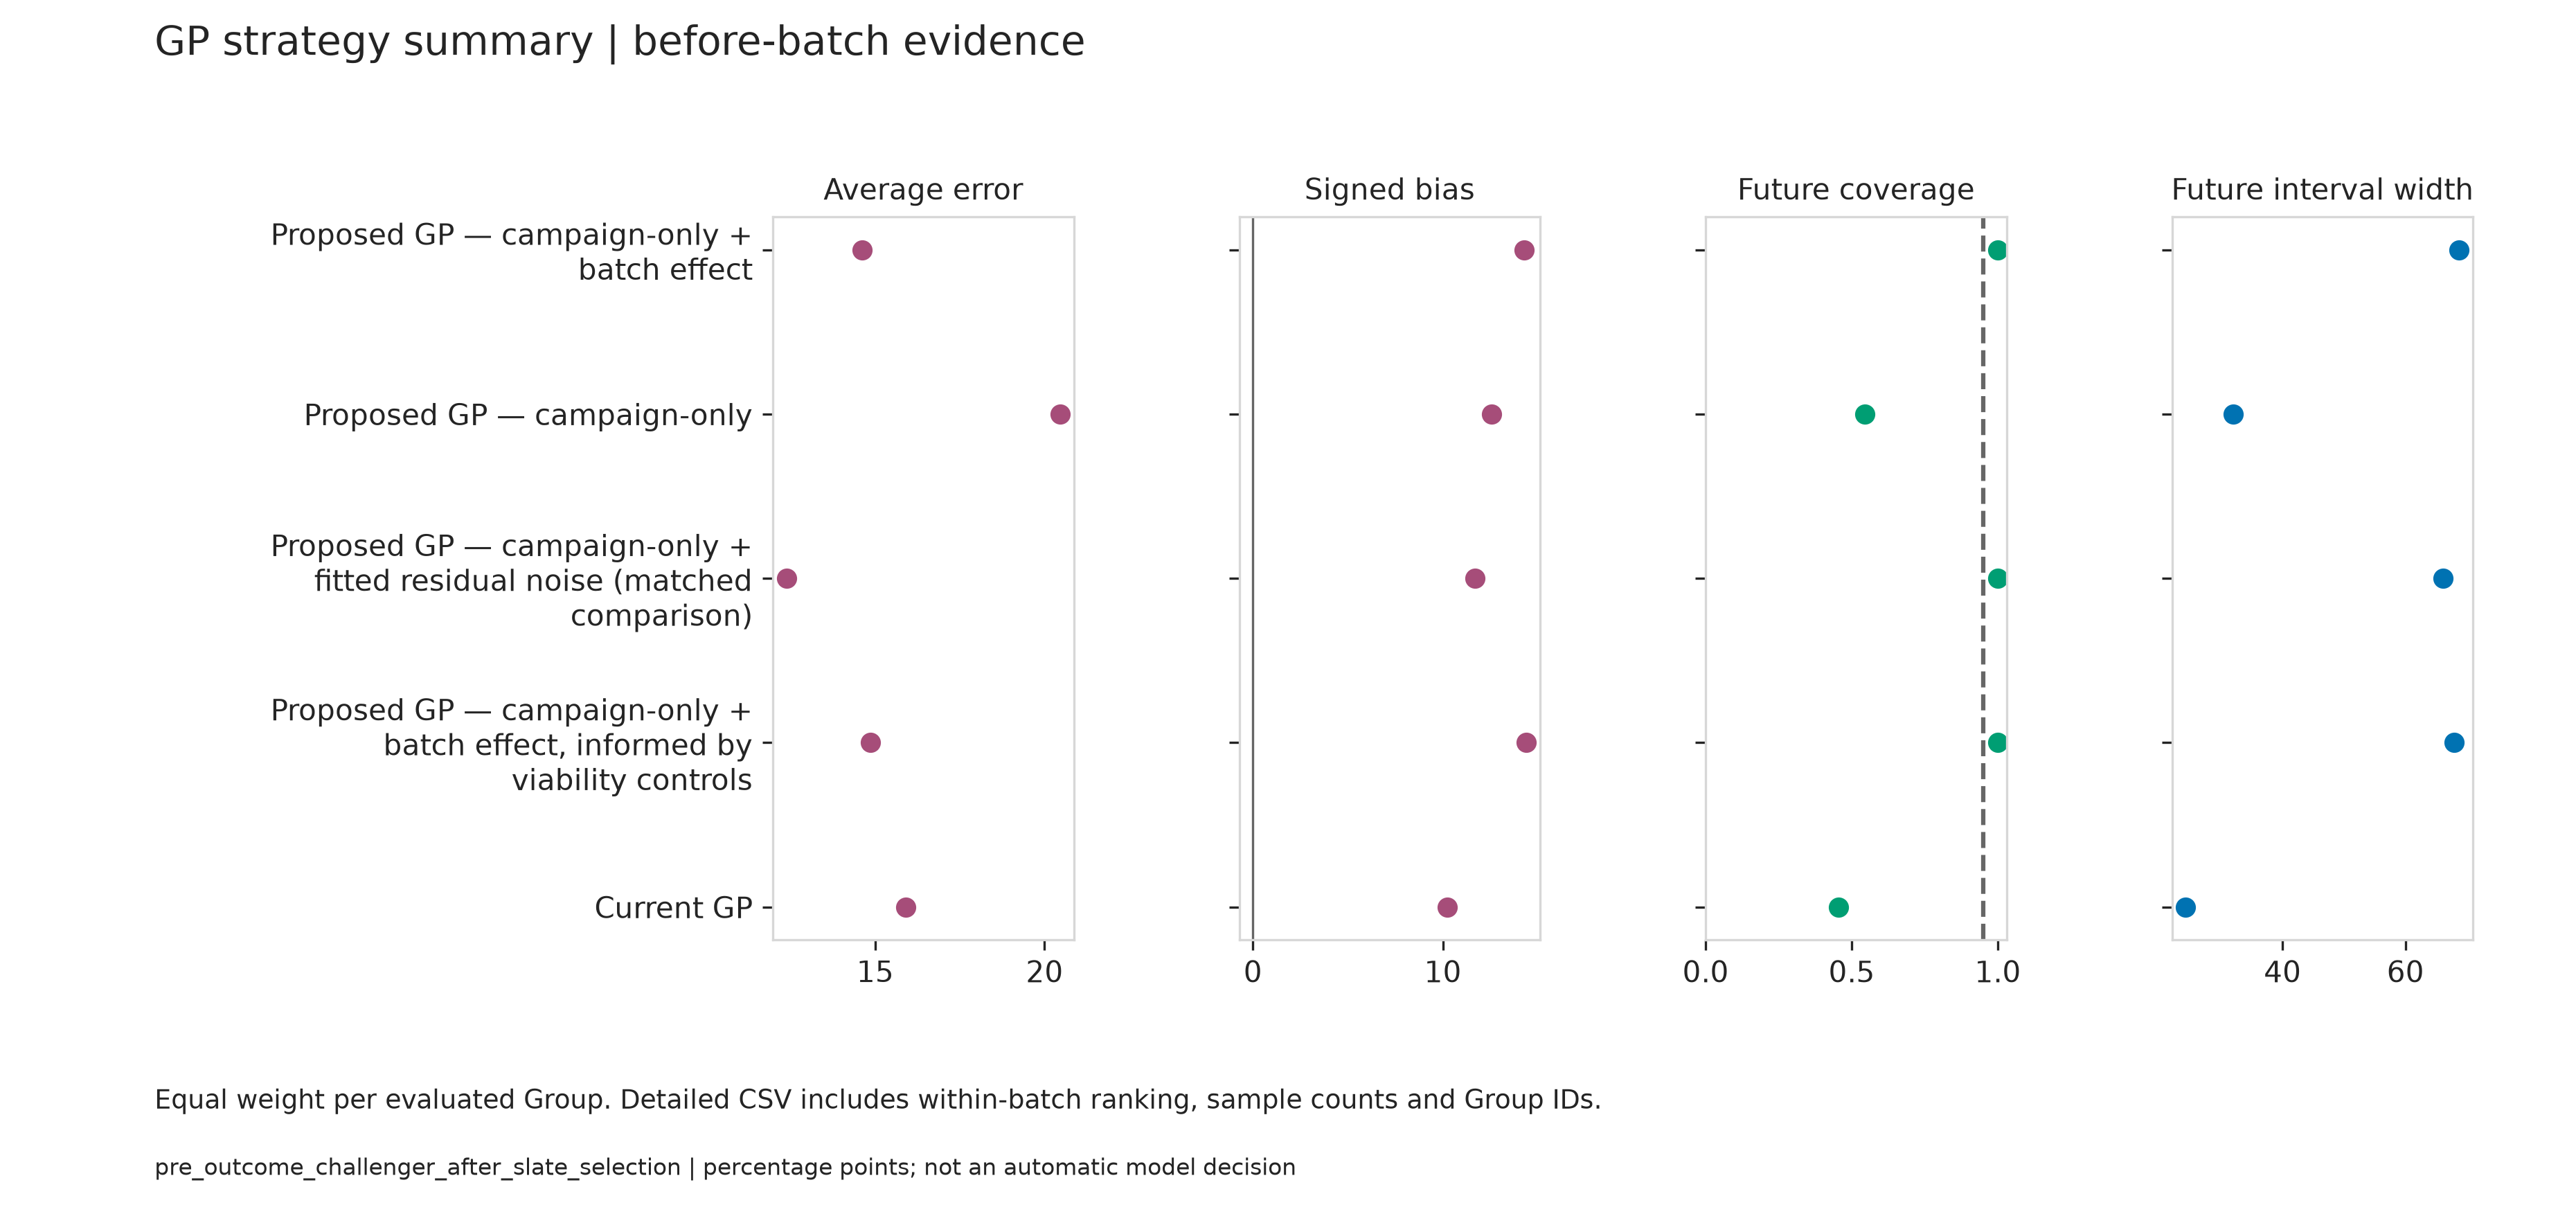 GP strategy summary | before-batch evidence
Average error
Signed bias
Future coverage
Future interval width
Proposed GP — campaign-only +
batch effect
Proposed GP — campaign-only
Proposed GP — campaign-only +
fitted residual noise (matched
comparison)
Proposed GP — campaign-only +
batch effect, informed by
viability controls
Current GP
15 20
0 10
0.0 0.5 1.0
40 60
Equal weight per evaluated Group. Detailed CSV includes within-batch ranking, sample counts and Group IDs.
pre_outcome_challenger_after_slate_selection | percentage points; not an automatic model decision